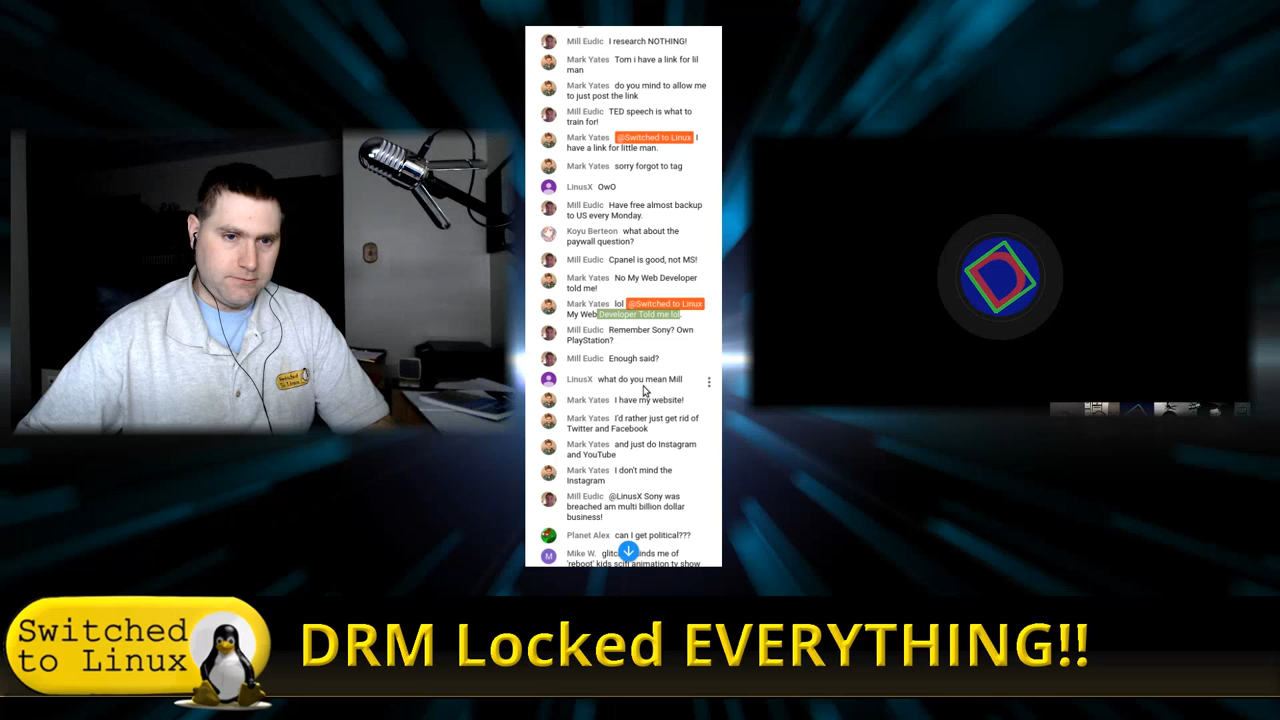 Mill Eudic I research NOTHING!
Mark Yates Tom i have a link for lil
man
Mark Yates do you mind to allow me
to just post the link
Mill Eudic TED speech is what to
train for!
Mark Yates @Switched to Linux I
have a link for little man.
Mark Yates sorry forgot to tag
LinusX OwO
Mill Eudic Have free almost backup
to US every Monday.
Koyu Berteon what about the
paywall question?
Mill Eudic Cpanel is good, not MS!
Mark Yates No My Web Developer
told me!
Mark Yates lol @Switched to Linux
My Web Developer Told me lol.
Mill Eudic Remember Sony? Own
PlayStation?
Mill Eudic Enough said?
LinusX what do you mean Mill
Mark Yates I have my website!
Mark Yates I'd rather just get rid of
Twitter and Facebook
Mark Yates and just do Instagram
and YouTube
Mark Yates I don't mind the
Instagram
Mill Eudic @LinusX Sony was
breached am multi billion dollar
business!
Planet Alex can I get political???
M Mike W. of
'reboot' kids scifi animation tv show
Switched
to Linux
DRM Locked EVERYTHING!!